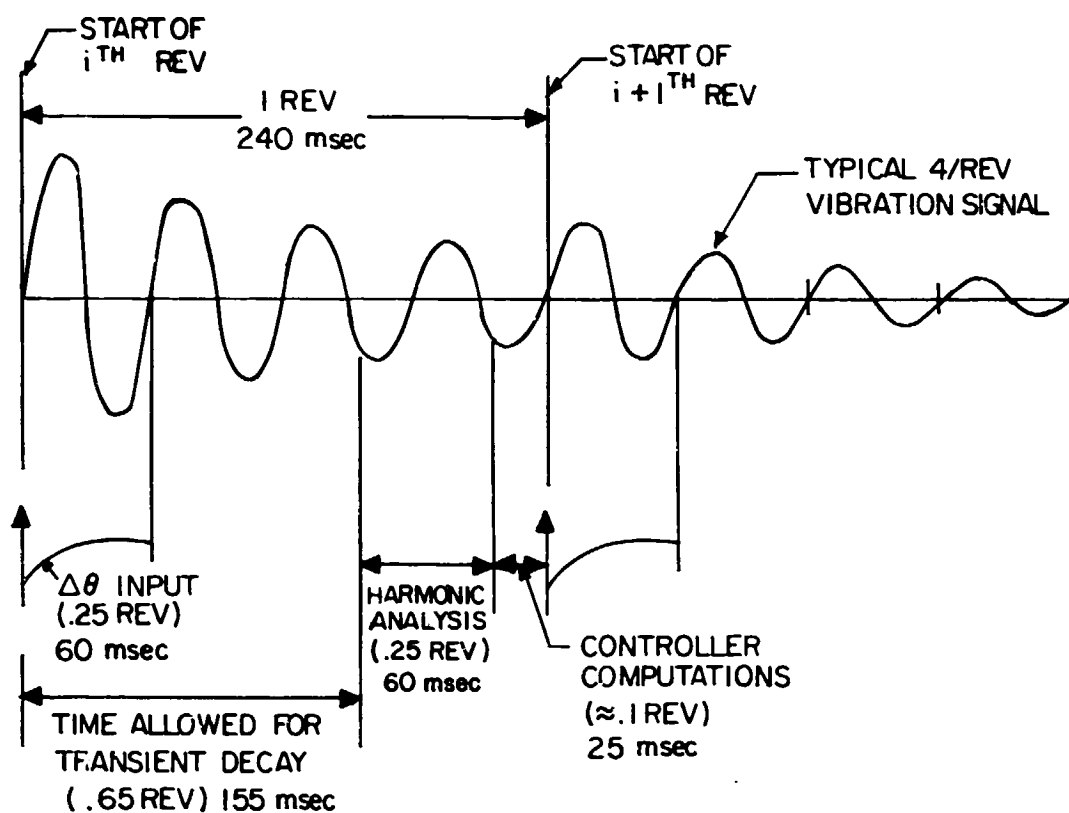 START OF
i TH REV
1 REV
240 msec
START OF
i + 1 TH REV
TYPICAL 4/REV
VIBRATION SIGNAL
Δθ INPUT
(.25 REV)
60 msec
HARMONIC
ANALYSIS
(.25 REV)
60 msec
CONTROLLER
COMPUTATIONS
(≈.1 REV)
25 msec
TIME ALLOWED FOR
TRANSIENT DECAY
(.65 REV) 155 msec